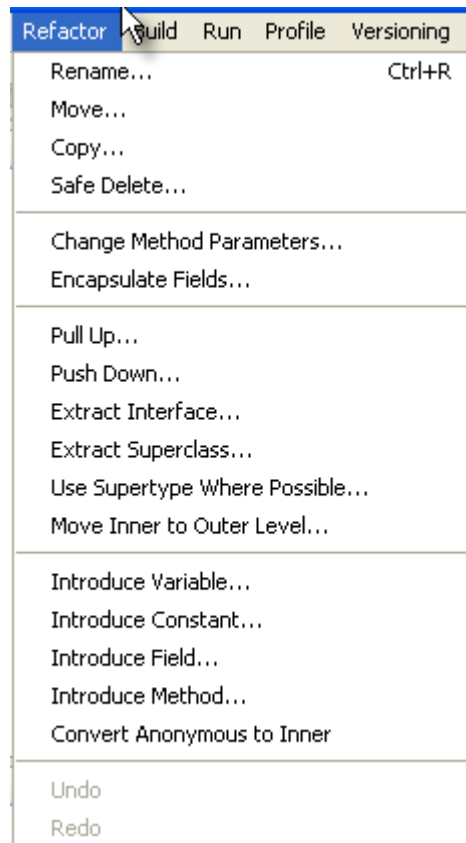 Refactor Build Run Profile Versioning
Rename... Ctrl+R
Move...
Copy...
Safe Delete...
Change Method Parameters...
Encapsulate Fields...
Pull Up...
Push Down...
Extract Interface...
Extract Superclass...
Use Supertype Where Possible...
Move Inner to Outer Level...
Introduce Variable...
Introduce Constant...
Introduce Field...
Introduce Method...
Convert Anonymous to Inner
Undo
Redo